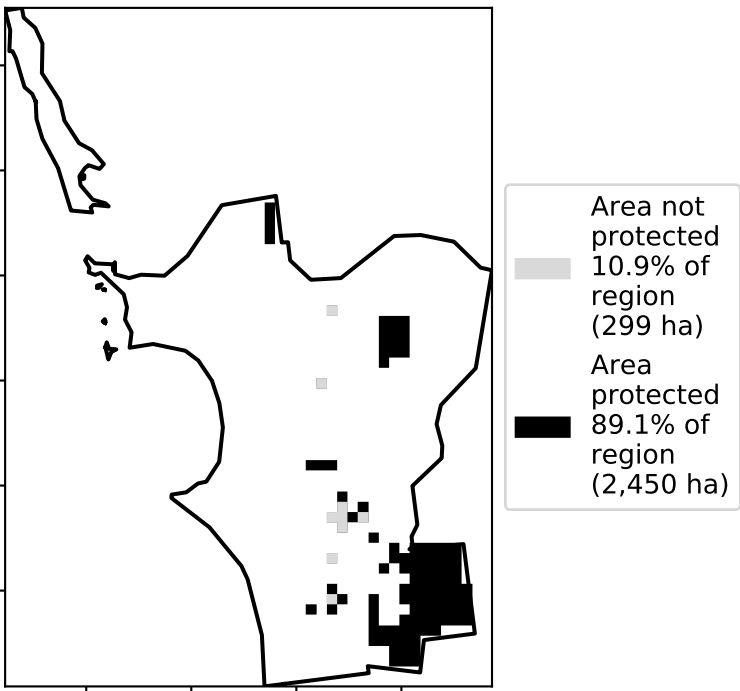 Area not
protected
10.9% of
region
(299 ha)
Area
protected
89.1% of
region
(2,450 ha)